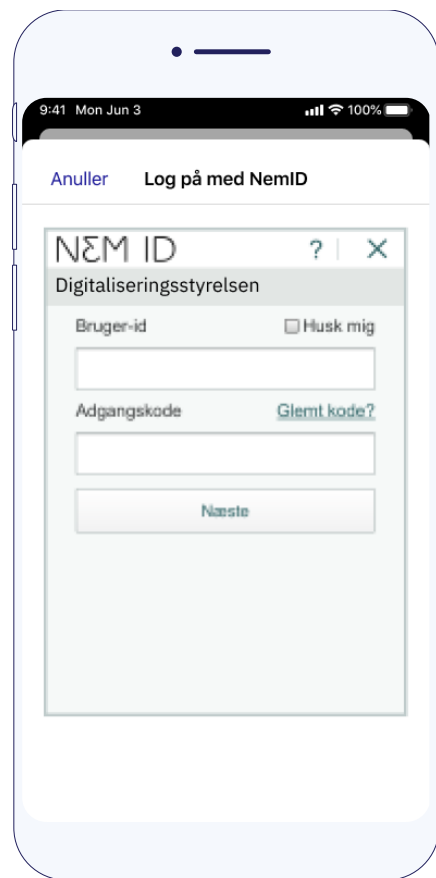 9:41 Mon Jun 3 100%
Anuller Log på med NemID
NEM ID ?
Digitaliseringsstyrelsen
Bruger-id Husk mig
Adgangskode Glemt kode?
Næste